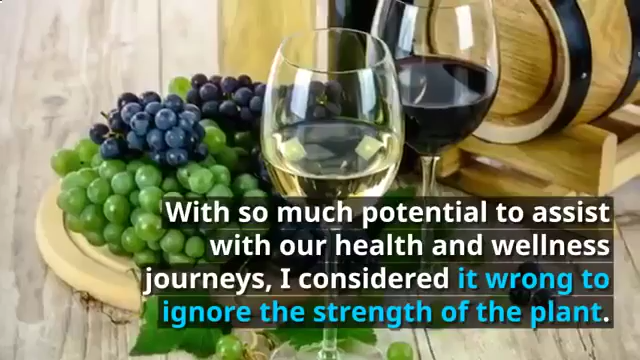 With so much potential to assist
with our health and wellness
journeys, I considered it wrong to
ignore the strength of the plant.